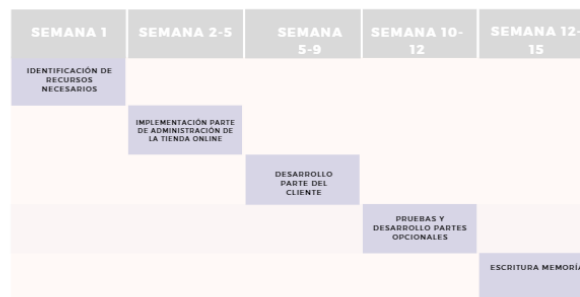 SEMANA 1
SEMANA 2-5
SEMANA
5-9
SEMANA 10-
12
SEMANA 12-
15
IDENTIFICACIÓN DE
RECURSOS
NECESARIOS
IMPLEMENTACIÓN PARTE
DE ADMINISTRACIÓN DE
LA TIENDA ONLINE
DESARROLLO
PARTE DEL
CLIENTE
PRUEBAS Y
DESARROLLO PARTES
OPCIONALES
ESCRITURA MEMORÍA